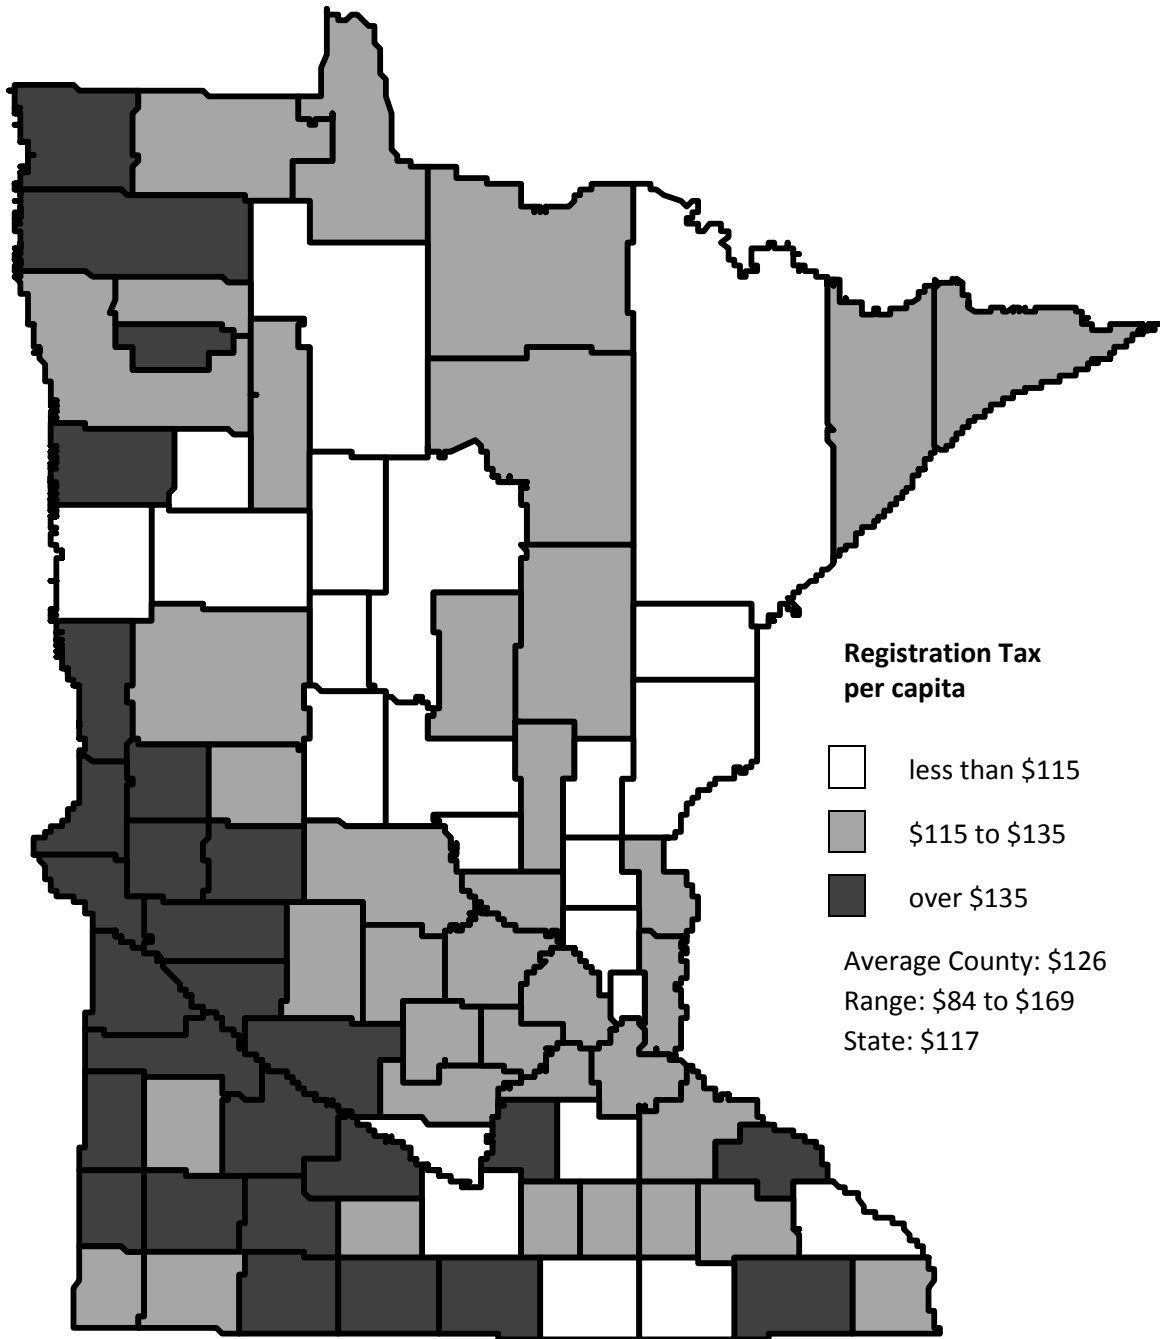 Registration Tax
per capita
less than $115
$115 to $135
over $135
Average County: $126
Range: $84 to $169
State: $117